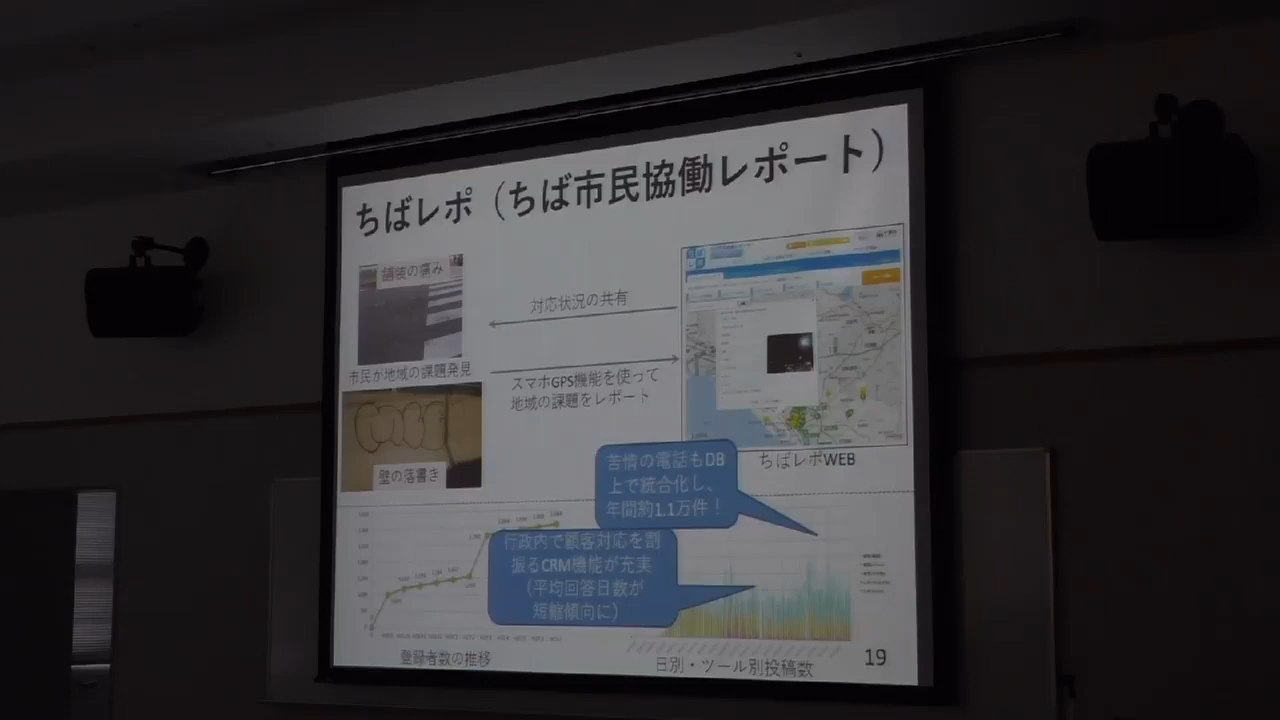 ちばレポ（ちば市民協働レポート）
舗装の痛み
市民が地域の課題発見
壁の落書き
対応状況の共有
スマホGPS機能を使って
地域の課題をレポート
ちばレポWEB
苦情の電話もDB
上で統合化し、
年間約1.1万件！
行政内で顧客対応を割
振るCRM機能が充実
（平均回答日数が
短縮傾向に）
登録者数の推移
日別・ツール別投稿数
19